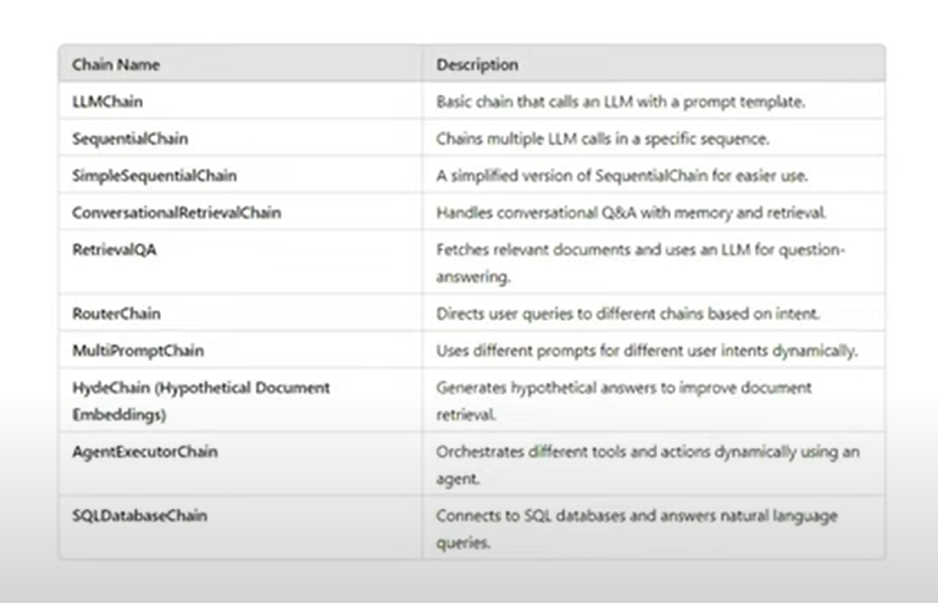 Chain Name Description
LLMChain Basic chain that calls an LLM with a prompt template.
SequentialChain Chains multiple LLM calls in a specific sequence.
SimpleSequentialChain A simplified version of SequentialChain for easier use.
ConversationalRetrievalChain Handles conversational Q&A with memory and retrieval.
RetrievalQA Fetches relevant documents and uses an LLM for question-
answering.
RouterChain Directs user queries to different chains based on intent.
MultiPromptChain Uses different prompts for different user intents dynamically.
HydeChain (Hypothetical Document Generates hypothetical answers to improve document
Embeddings) retrieval.
AgentExecutorChain Orchestrates different tools and actions dynamically using an
agent.
SQLDatabaseChain Connects to SQL databases and answers natural language
queries.